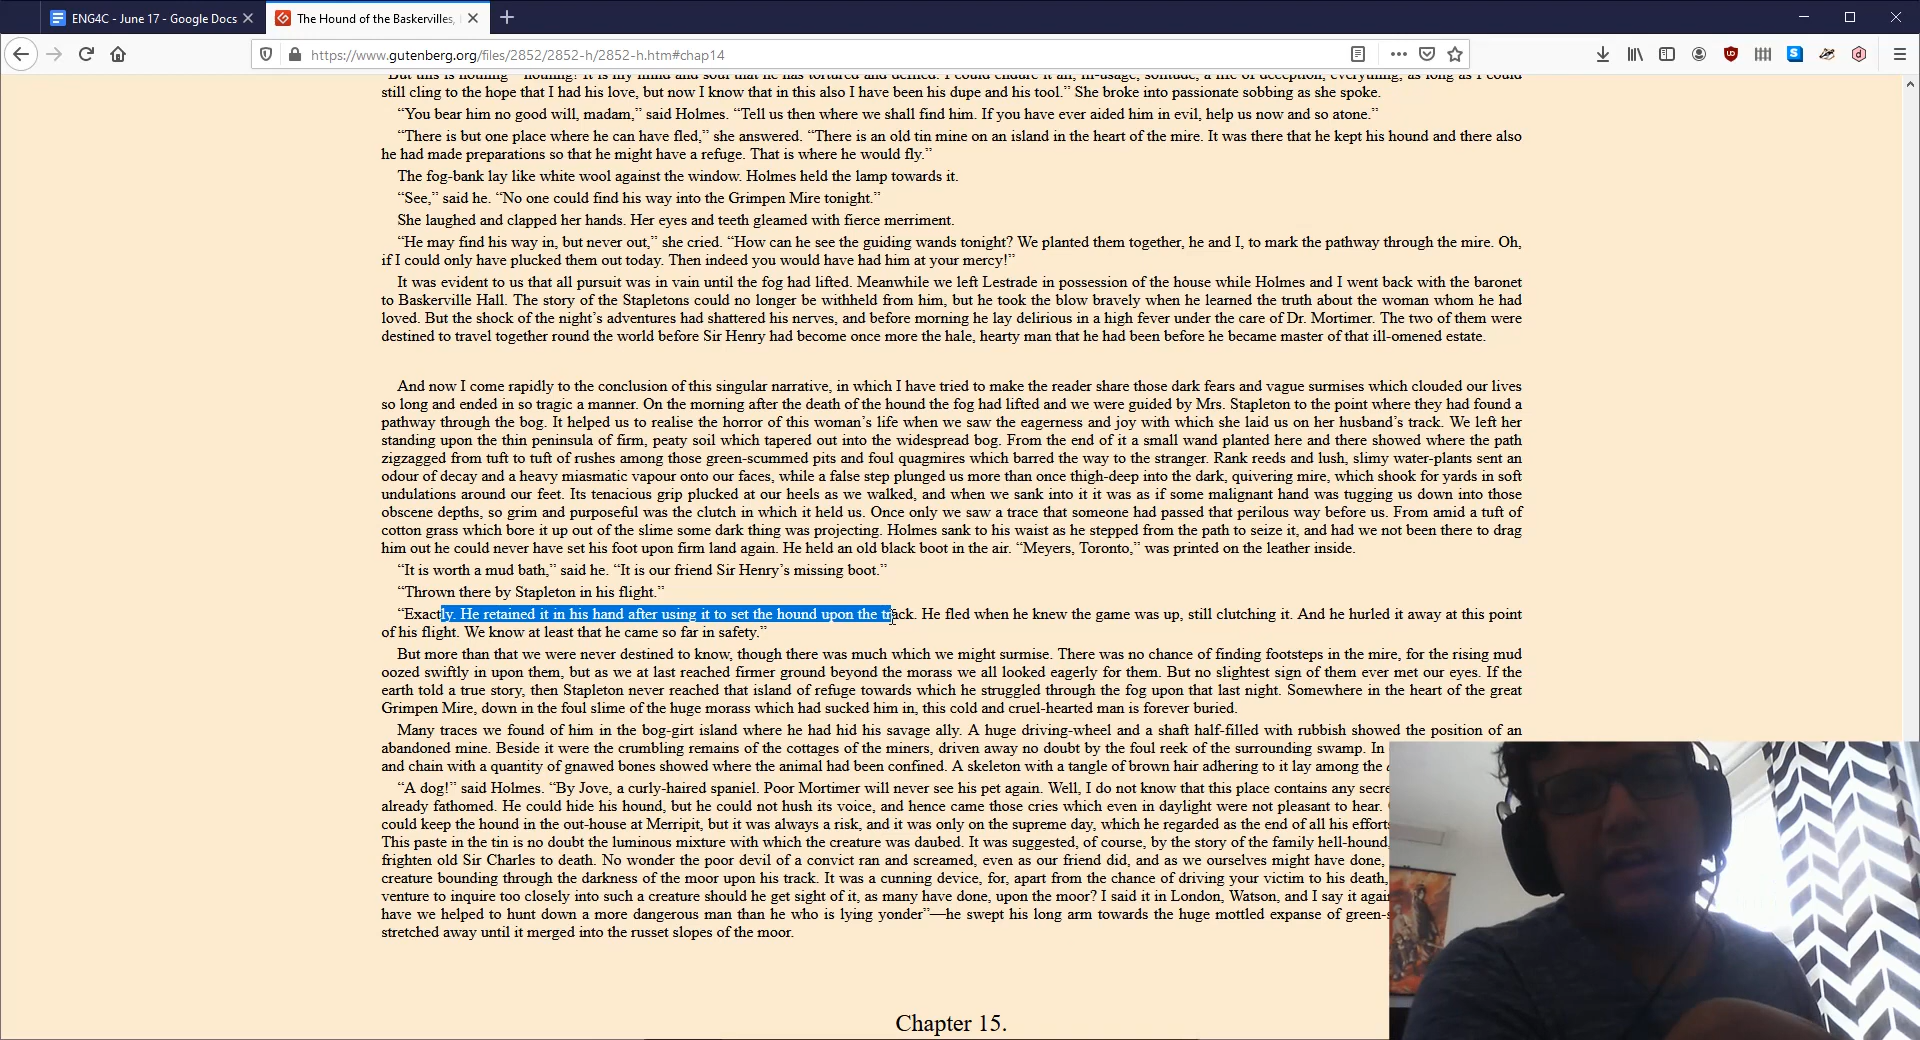 ENG4C - June 17 - Google Docs
The Hound of the Baskervilles,
https://www.gutenberg.org/files/2852/2852-h/2852-h.htm#chap14
“But this is nothing—nothing! It is my mind and soul that he has tortured and defiled. I could endure it all, ill-usage, solitude, a life of deception, everything, as long as I could
still cling to the hope that I had his love, but now I know that in this also I have been his dupe and his tool.” She broke into passionate sobbing as she spoke.
“You bear him no good will, madam,” said Holmes. “Tell us then where we shall find him. If you have ever aided him in evil, help us now and so atone.”
“There is but one place where he can have fled,” she answered. “There is an old tin mine on an island in the heart of the mire. It was there that he kept his hound and there also
he had made preparations so that he might have a refuge. That is where he would fly.”
The fog-bank lay like white wool against the window. Holmes held the lamp towards it.
“See,” said he. “No one could find his way into the Grimpen Mire tonight.”
She laughed and clapped her hands. Her eyes and teeth gleamed with fierce merriment.
“He may find his way in, but never out,” she cried. “How can he see the guiding wands tonight? We planted them together, he and I, to mark the pathway through the mire. Oh,
if I could only have plucked them out today. Then indeed you would have had him at your mercy!”
It was evident to us that all pursuit was in vain until the fog had lifted. Meanwhile we left Lestrade in possession of the house while Holmes and I went back with the baronet
to Baskerville Hall. The story of the Stapletons could no longer be withheld from him, but he took the blow bravely when he learned the truth about the woman whom he had
loved. But the shock of the night’s adventures had shattered his nerves, and before morning he lay delirious in a high fever under the care of Dr. Mortimer. The two of them were
destined to travel together round the world before Sir Henry had become once more the hale, hearty man that he had been before he became master of that ill-omened estate.
And now I come rapidly to the conclusion of this singular narrative, in which I have tried to make the reader share those dark fears and vague surmises which clouded our lives
so long and ended in so tragic a manner. On the morning after the death of the hound the fog had lifted and we were guided by Mrs. Stapleton to the point where they had found a
pathway through the bog. It helped us to realise the horror of this woman’s life when we saw the eagerness and joy with which she laid us on her husband’s track. We left her
standing upon the thin peninsula of firm, peaty soil which tapered out into the widespread bog. From the end of it a small wand planted here and there showed where the path
zigzagged from tuft to tuft of rushes among those green-scummed pits and foul quagmires which barred the way to the stranger. Rank reeds and lush, slimy water-plants sent an
odour of decay and a heavy miasmatic vapour onto our faces, while a false step plunged us more than once thigh-deep into the dark, quivering mire, which shook for yards in soft
undulations around our feet. Its tenacious grip plucked at our heels as we walked, and when we sank into it it was as if some malignant hand was tugging us down into those
obscene depths, so grim and purposeful was the clutch in which it held us. Once only we saw a trace that someone had passed that perilous way before us. From amid a tuft of
cotton grass which bore it up out of the slime some dark thing was projecting. Holmes sank to his waist as he stepped from the path to seize it, and had we not been there to drag
him out he could never have set his foot upon firm land again. He held an old black boot in the air. “Meyers, Toronto,” was printed on the leather inside.
“It is worth a mud bath,” said he. “It is our friend Sir Henry’s missing boot.”
“Thrown there by Stapleton in his flight.”
“Exactly. He retained it in his hand after using it to set the hound upon the track. He fled when he knew the game was up, still clutching it. And he hurled it away at this point
of his flight. We know at least that he came so far in safety.”
But more than that we were never destined to know, though there was much which we might surmise. There was no chance of finding footsteps in the mire, for the rising mud
oozed swiftly in upon them, but as we at last reached firmer ground beyond the morass we all looked eagerly for them. But no slightest sign of them ever met our eyes. If the
earth told a true story, then Stapleton never reached that island of refuge towards which he struggled through the fog upon that last night. Somewhere in the heart of the great
Grimpen Mire, down in the foul slime of the huge morass which had sucked him in, this cold and cruel-hearted man is forever buried.
Many traces we found of him in the bog-girt island where he had hid his savage ally. A huge driving-wheel and a shaft half-filled with rubbish showed the position of an
abandoned mine. Beside it were the crumbling remains of the cottages of the miners, driven away no doubt by the foul reek of the surrounding swamp. In
and chain with a quantity of gnawed bones showed where the animal had been confined. A skeleton with a tangle of brown hair adhering to it lay among the
“A dog!” said Holmes. “By Jove, a curly-haired spaniel. Poor Mortimer will never see his pet again. Well, I do not know that this place contains any secre
already fathomed. He could hide his hound, but he could not hush its voice, and hence came those cries which even in daylight were not pleasant to hear.
could keep the hound in the out-house at Merripit, but it was always a risk, and it was only on the supreme day, which he regarded as the end of all his efforts
This paste in the tin is no doubt the luminous mixture with which the creature was daubed. It was suggested, of course, by the story of the family hell-hound,
frighten old Sir Charles to death. No wonder the poor devil of a convict ran and screamed, even as our friend did, and as we ourselves might have done,
creature bounding through the darkness of the moor upon his track. It was a cunning device, for, apart from the chance of driving your victim to his death,
venture to inquire too closely into such a creature should he get sight of it, as many have done, upon the moor? I said it in London, Watson, and I say it again
have we helped to hunt down a more dangerous man than he who is lying yonder”—he swept his long arm towards the huge mottled expanse of green-s
stretched away until it merged into the russet slopes of the moor.
Chapter 15.